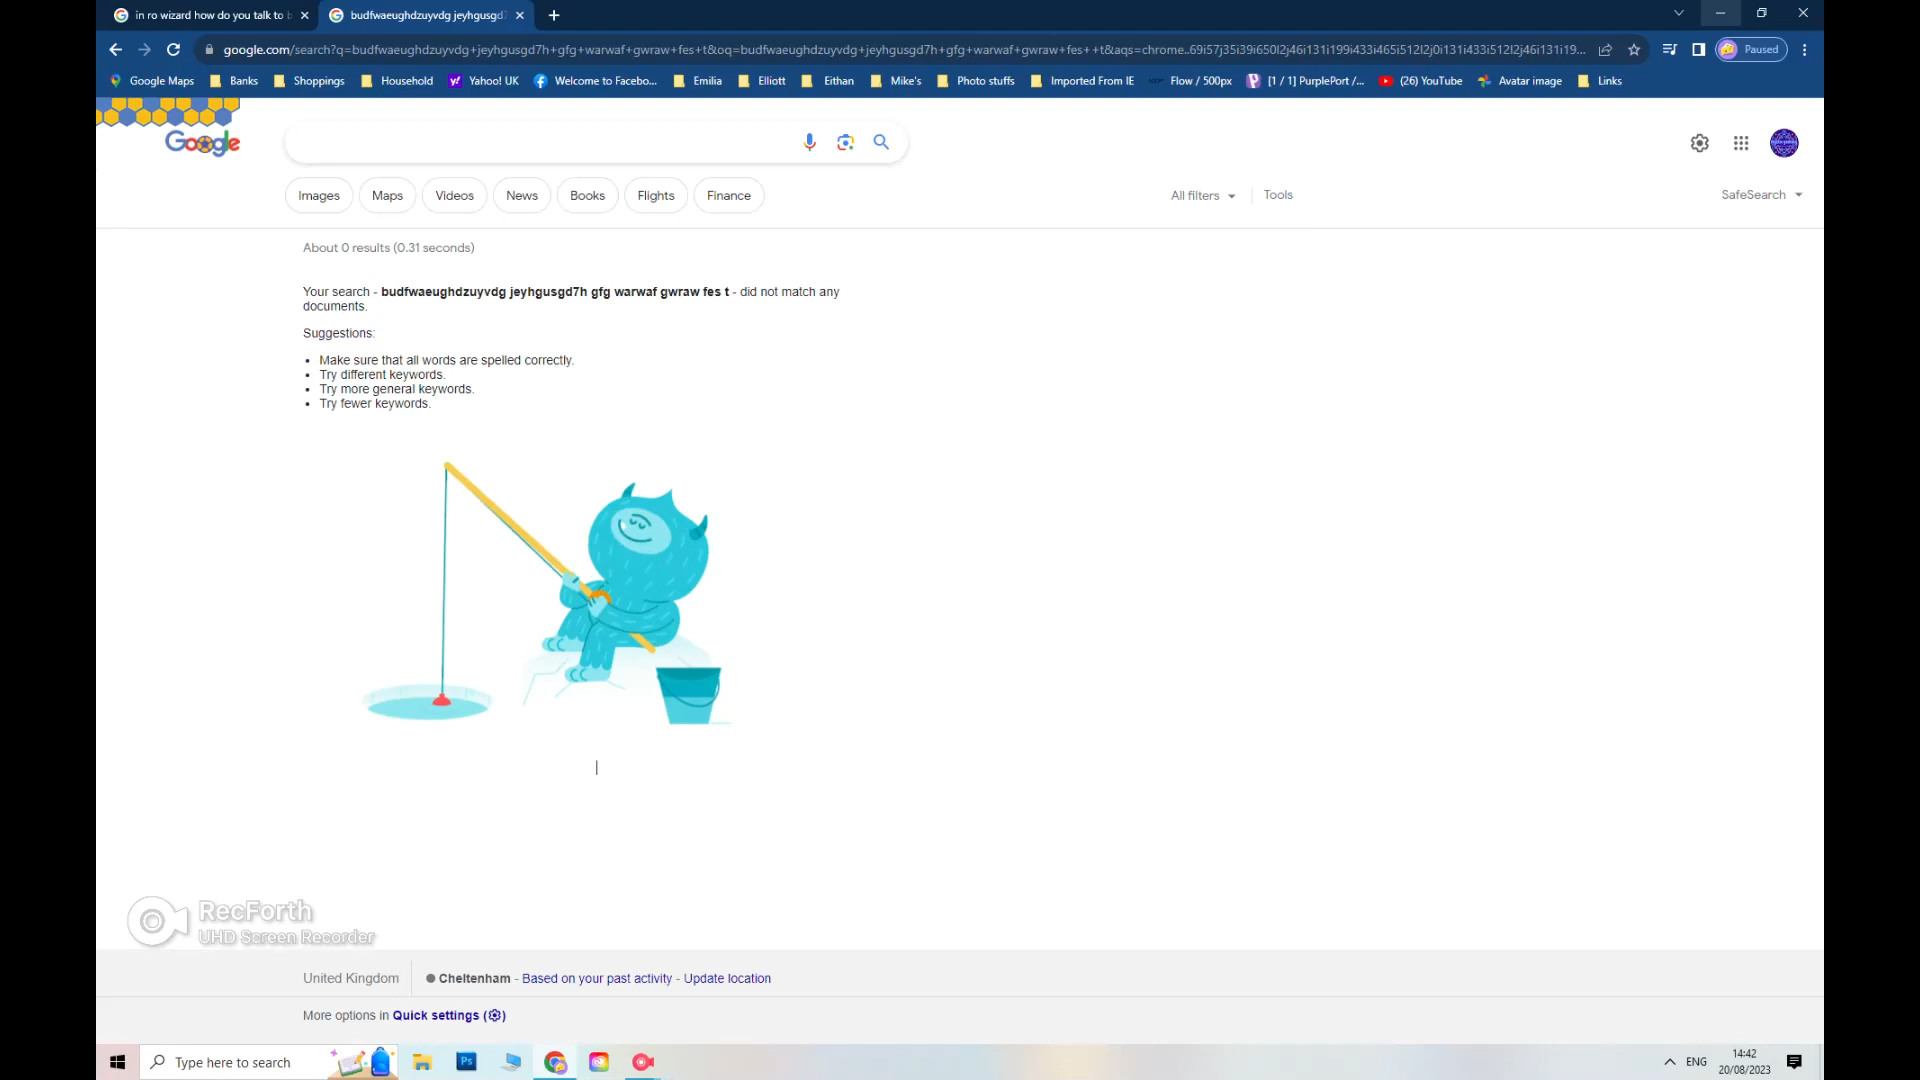 in ro wizard how do you talk to b
budfwaeughdzuyvdg jeyhgusgd7
google.com/search?q=budfwaeughdzuyvdg+jeyhgusgd7h+gfg+warwaf+gwraw+fes+t&oq=budfwaeughdzuyvdg+jeyhgusgd7h+gfg+warwaf+gwraw+fes++t&aqs=chrome..69i57j35i39i650l2j46i131i199i433i465i512l2j0i131i433i512l2j46i131i19...
Paused
Google Maps Banks Shoppings Household Yahoo! UK Welcome to Facebo... Emilia Elliott Eithan Mike's Photo stuffs Imported From IE Flow / 500px [1 / 1] PurplePort /... (26) YouTube Avatar image Links
Google
Images Maps Videos News Books Flights Finance All filters Tools SafeSearch
About 0 results (0.31 seconds)
Your search - budfwaeughdzuyvdg jeyhgusgd7h gfg warwaf gwraw fes t - did not match any
documents.
Suggestions:
Make sure that all words are spelled correctly.
Try different keywords.
Try more general keywords.
Try fewer keywords.
RecForth
UHD Screen Recorder
United Kingdom Cheltenham - Based on your past activity - Update location
More options in Quick settings
Type here to search Ps ENG 14:42
20/08/2023